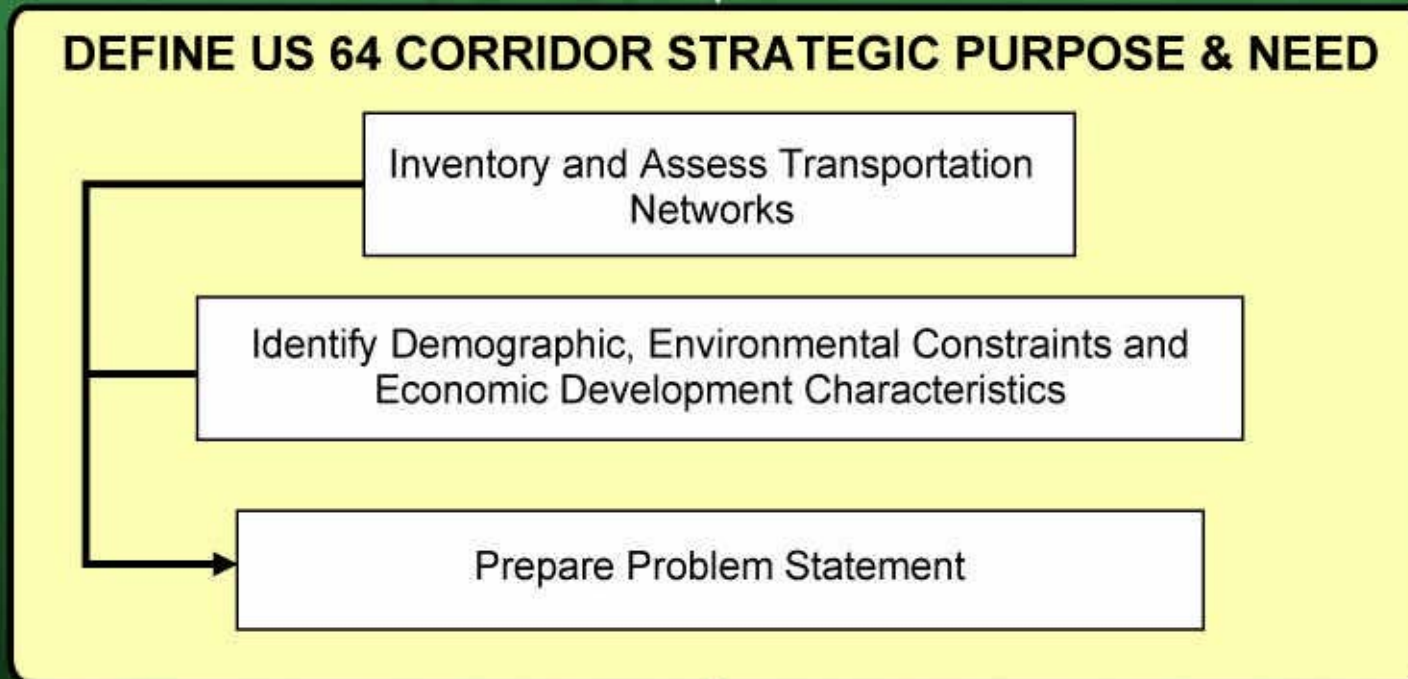 DEFINE US 64 CORRIDOR STRATEGIC PURPOSE & NEED
Inventory and Assess Transportation
Networks
Identify Demographic, Environmental Constraints and
Economic Development Characteristics
Prepare Problem Statement